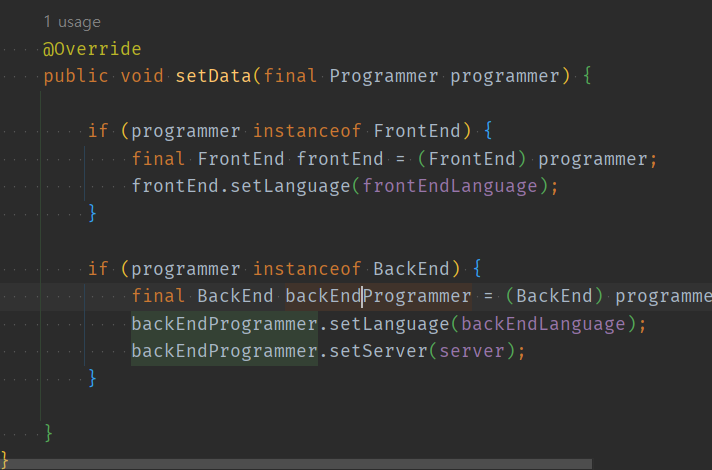 1 usage
@Override
public void setData(final Programmer programmer) {
if (programmer instanceof FrontEnd) {
final FrontEnd frontEnd = (FrontEnd) programmer;
frontEnd.setLanguage(frontEndLanguage);
}
if (programmer instanceof BackEnd) {
final BackEnd backEndProgrammer = (BackEnd) programme
backEndProgrammer.setLanguage(backEndLanguage);
backEndProgrammer.setServer(server);
}
}
}